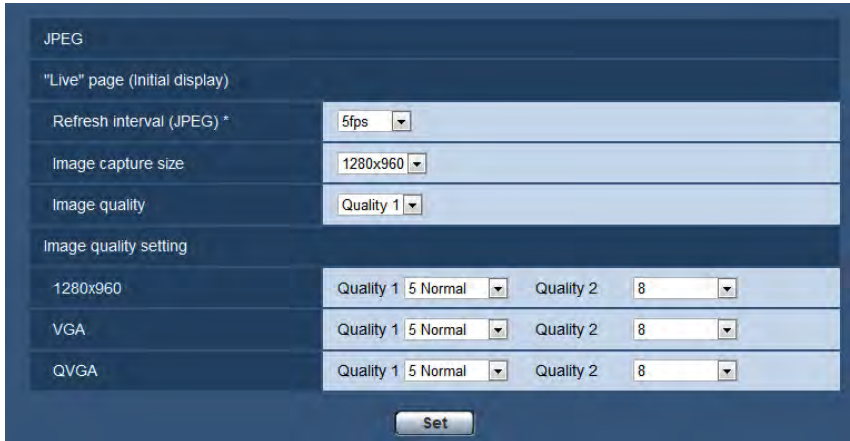 JPEG
"Live" page (Initial display)
Refresh interval (JPEG) * 5fps
Image capture size 1280x960
Image quality Quality 1
Image quality setting
1280x960 Quality 1 5 Normal Quality 2 8
VGA Quality 1 5 Normal Quality 2 8
QVGA Quality 1 5 Normal Quality 2 8
Set